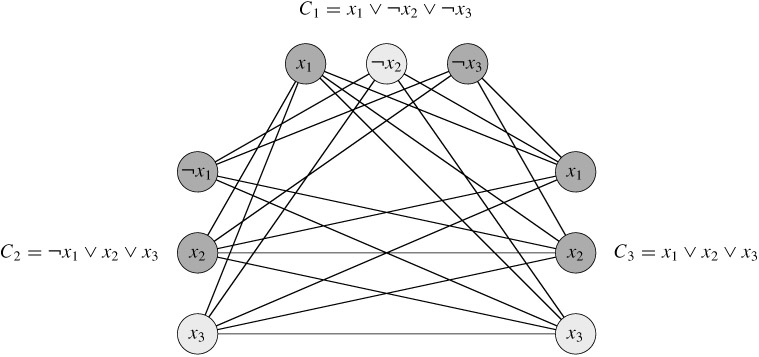 C₁ = x₁ ∨ ¬x₂ ∨ ¬x₃
x₁ ¬x₂ ¬x₃
¬x₁ x₁
C₂ = ¬x₁ ∨ x₂ ∨ x₃ x₂ x₂ C₃ = x₁ ∨ x₂ ∨ x₃
x₃ x₃